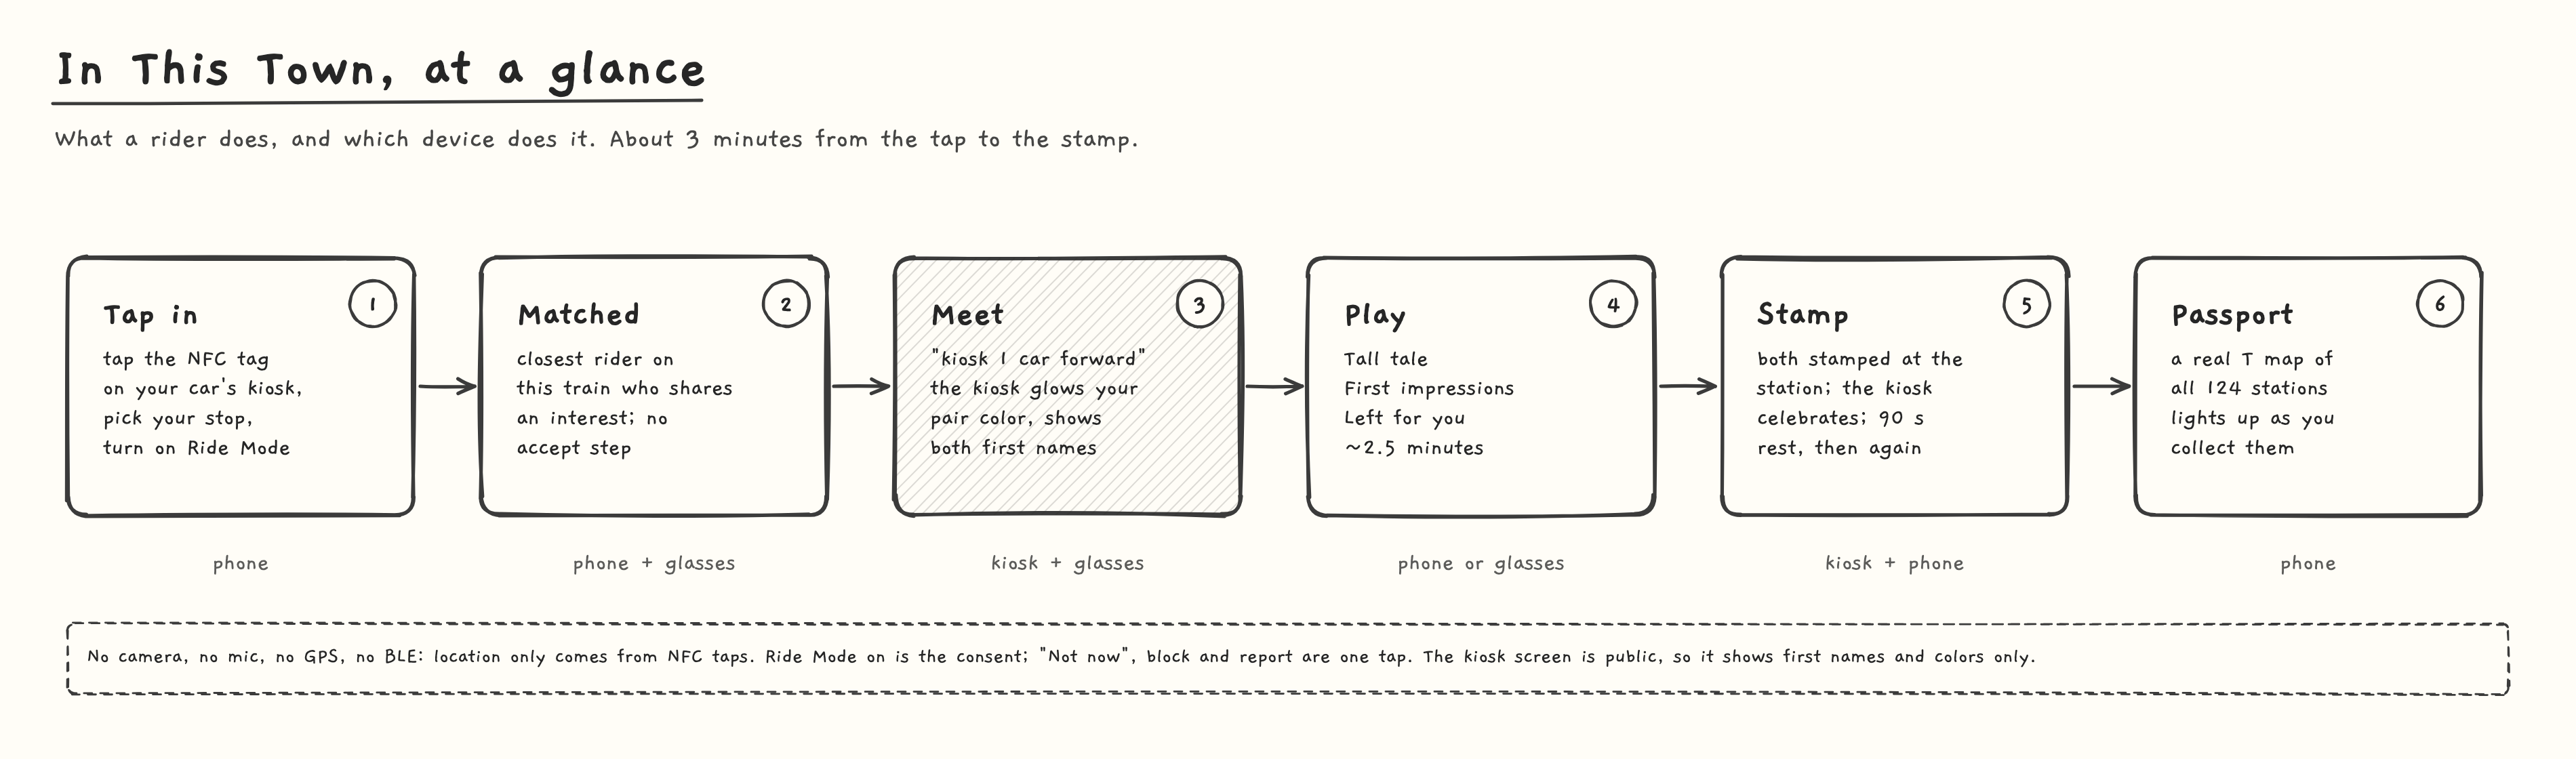 In This Town, at a glance
What a rider does, and which device does it. About 3 minutes from the tap to the stamp.
1
Tap in
tap the NFC tag
on your car's kiosk,
pick your stop,
turn on Ride Mode
phone
2
Matched
closest rider on
this train who shares
an interest; no
accept step
phone + glasses
3
Meet
"kiosk 1 car forward"
the kiosk glows your
pair color, shows
both first names
kiosk + glasses
4
Play
Tall tale
First impressions
Left for you
~2.5 minutes
phone or glasses
5
Stamp
both stamped at the
station; the kiosk
celebrates; 90 s
rest, then again
kiosk + phone
6
Passport
a real T map of
all 124 stations
lights up as you
collect them
phone
No camera, no mic, no GPS, no BLE: location only comes from NFC taps. Ride Mode on is the consent; "Not now", block and report are one tap. The kiosk screen is public, so it shows first names and colors only.